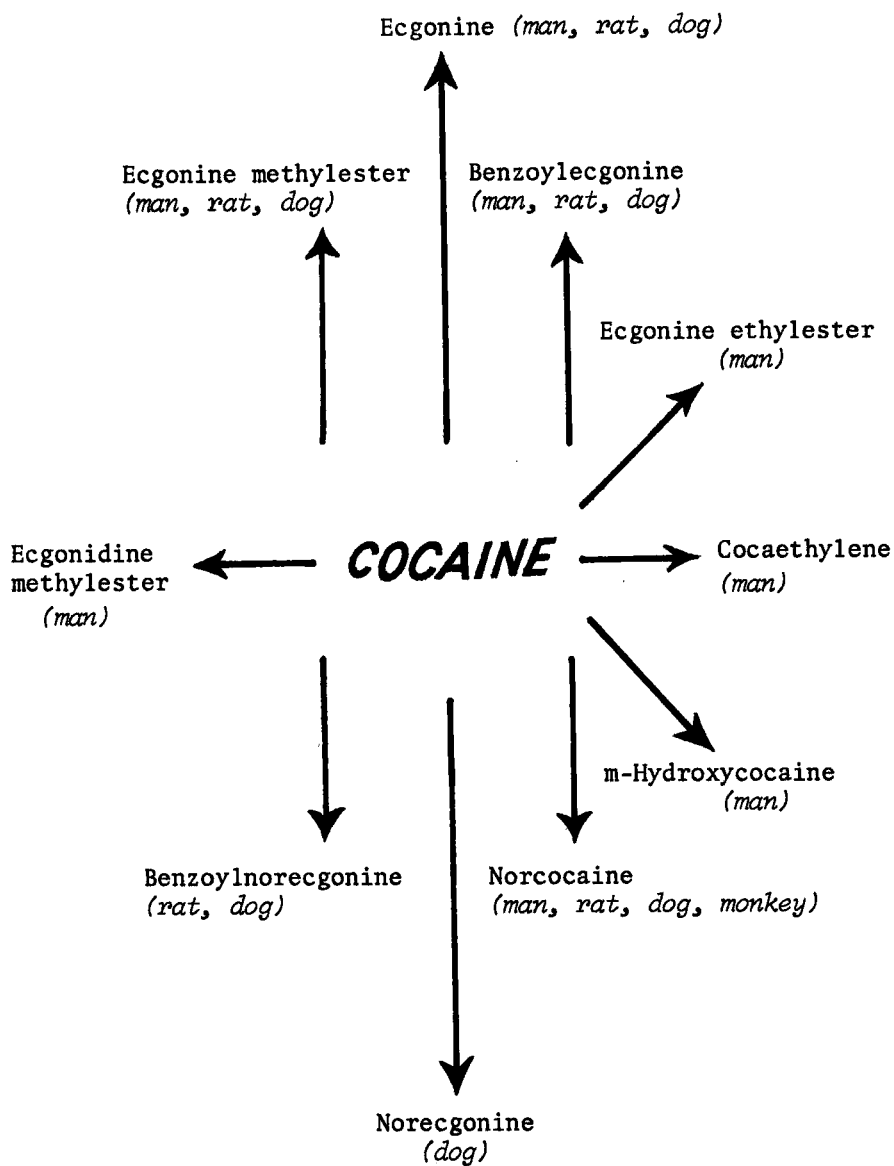 Ecgonine (man, rat, dog)
Ecgonine methylester
(man, rat, dog)
Benzoylecgonine
(man, rat, dog)
Ecgonine ethylester
(man)
Ecgonidine
methylester
(man)
COCAINE
Cocaethylene
(man)
m-Hydroxycocaine
(man)
Benzoylnorecgonine
(rat, dog)
Norcocaine
(man, rat, dog, monkey)
Norecgonine
(dog)